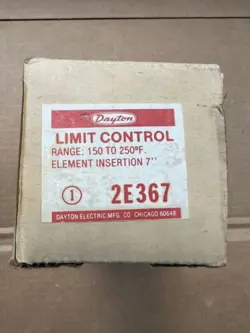 Dayton
LIMIT CONTROL
RANGE: 150 TO 250°F.
ELEMENT INSERTION 7''
1 2E367
DAYTON ELECTRIC MFG. CO. CHICAGO 60648